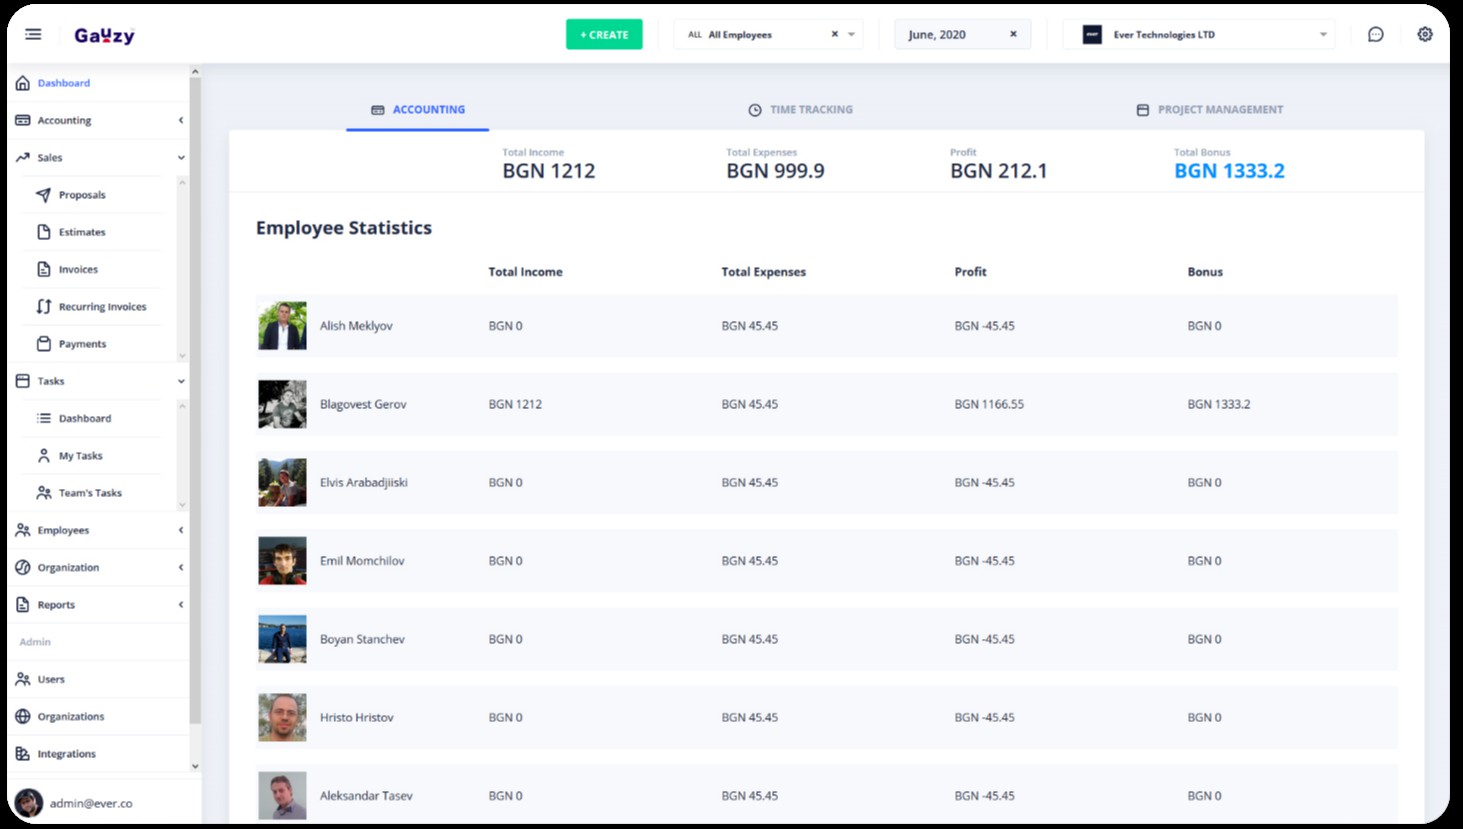 Gauzy
+ CREATE
ALL All Employees
June, 2020
Ever Technologies LTD
Dashboard
Accounting
Sales
Proposals
Estimates
Invoices
Recurring Invoices
Payments
Tasks
Dashboard
My Tasks
Team's Tasks
Employees
Organization
Reports
Admin
Users
Organizations
Integrations
admin@ever.co
ACCOUNTING
TIME TRACKING
PROJECT MANAGEMENT
Total Income
BGN 1212
Total Expenses
BGN 999.9
Profit
BGN 212.1
Total Bonus
BGN 1333.2
Employee Statistics
Total Income Total Expenses Profit Bonus
Alish Meklyov BGN 0 BGN 45.45 BGN -45.45 BGN 0
Blagovest Gerov BGN 1212 BGN 45.45 BGN 1166.55 BGN 1333.2
Elvis Arabadjiiski BGN 0 BGN 45.45 BGN -45.45 BGN 0
Emil Momchilov BGN 0 BGN 45.45 BGN -45.45 BGN 0
Boyan Stanchev BGN 0 BGN 45.45 BGN -45.45 BGN 0
Hristo Hristov BGN 0 BGN 45.45 BGN -45.45 BGN 0
Aleksandar Tasev BGN 0 BGN 45.45 BGN -45.45 BGN 0